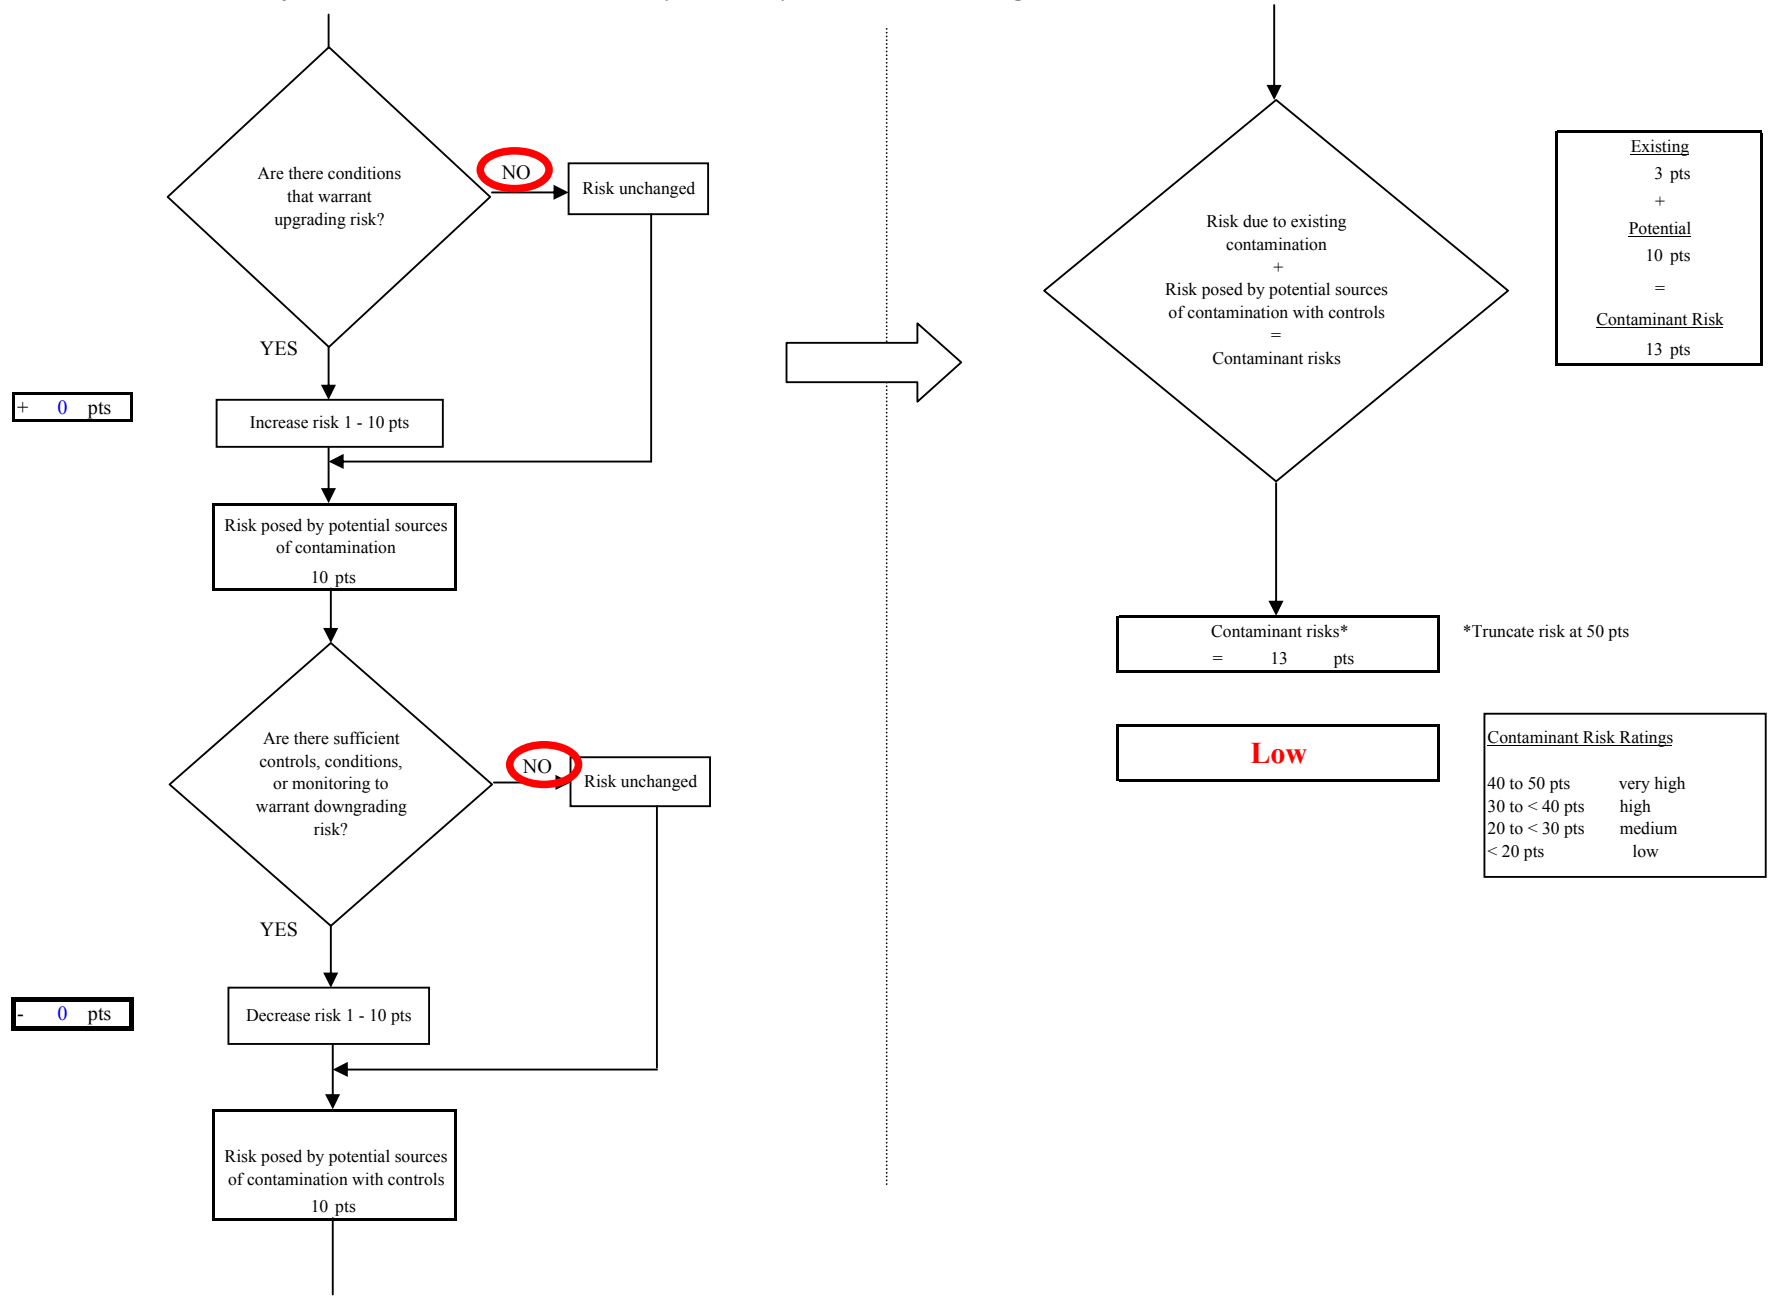 Are there conditions
that warrant
upgrading risk?
NO
Risk unchanged
YES
+ 0 pts
Increase risk 1 - 10 pts
Risk posed by potential sources
of contamination
10 pts
Are there sufficient
controls, conditions,
or monitoring to
warrant downgrading
risk?
NO
Risk unchanged
YES
- 0 pts
Decrease risk 1 - 10 pts
Risk posed by potential sources
of contamination with controls
10 pts
Risk due to existing
contamination
+
Risk posed by potential sources
of contamination with controls
=
Contaminant risks
Existing
3 pts
+
Potential
10 pts
=
Contaminant Risk
13 pts
Contaminant risks*
= 13 pts
*Truncate risk at 50 pts
Low
Contaminant Risk Ratings
40 to 50 pts very high
30 to < 40 pts high
20 to < 30 pts medium
< 20 pts low